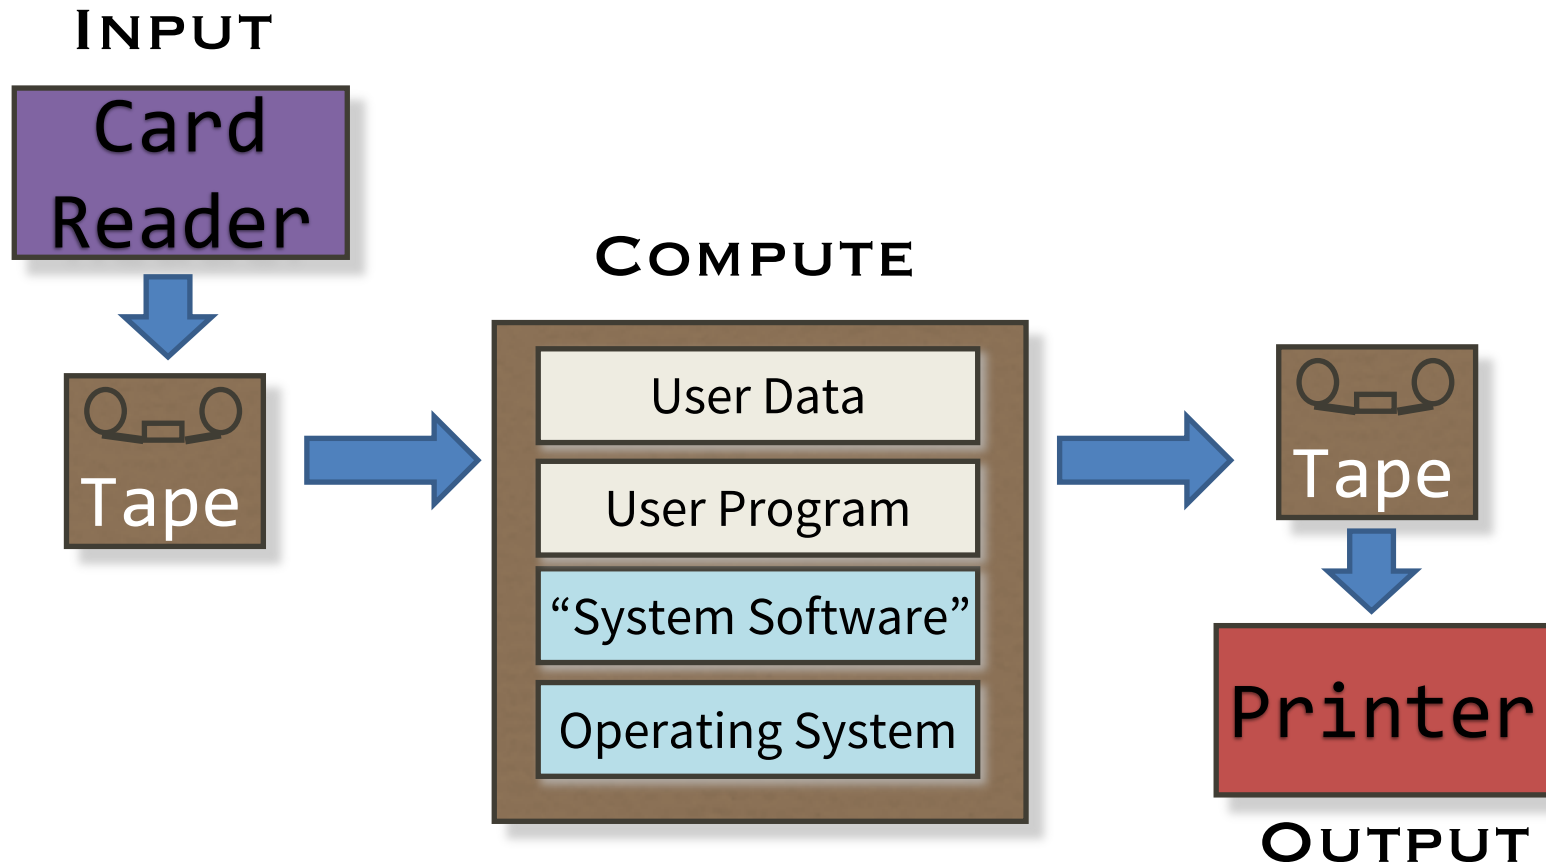 INPUT
Card
Reader
Tape
COMPUTE
User Data
User Program
“System Software”
Operating System
Tape
Printer
OUTPUT